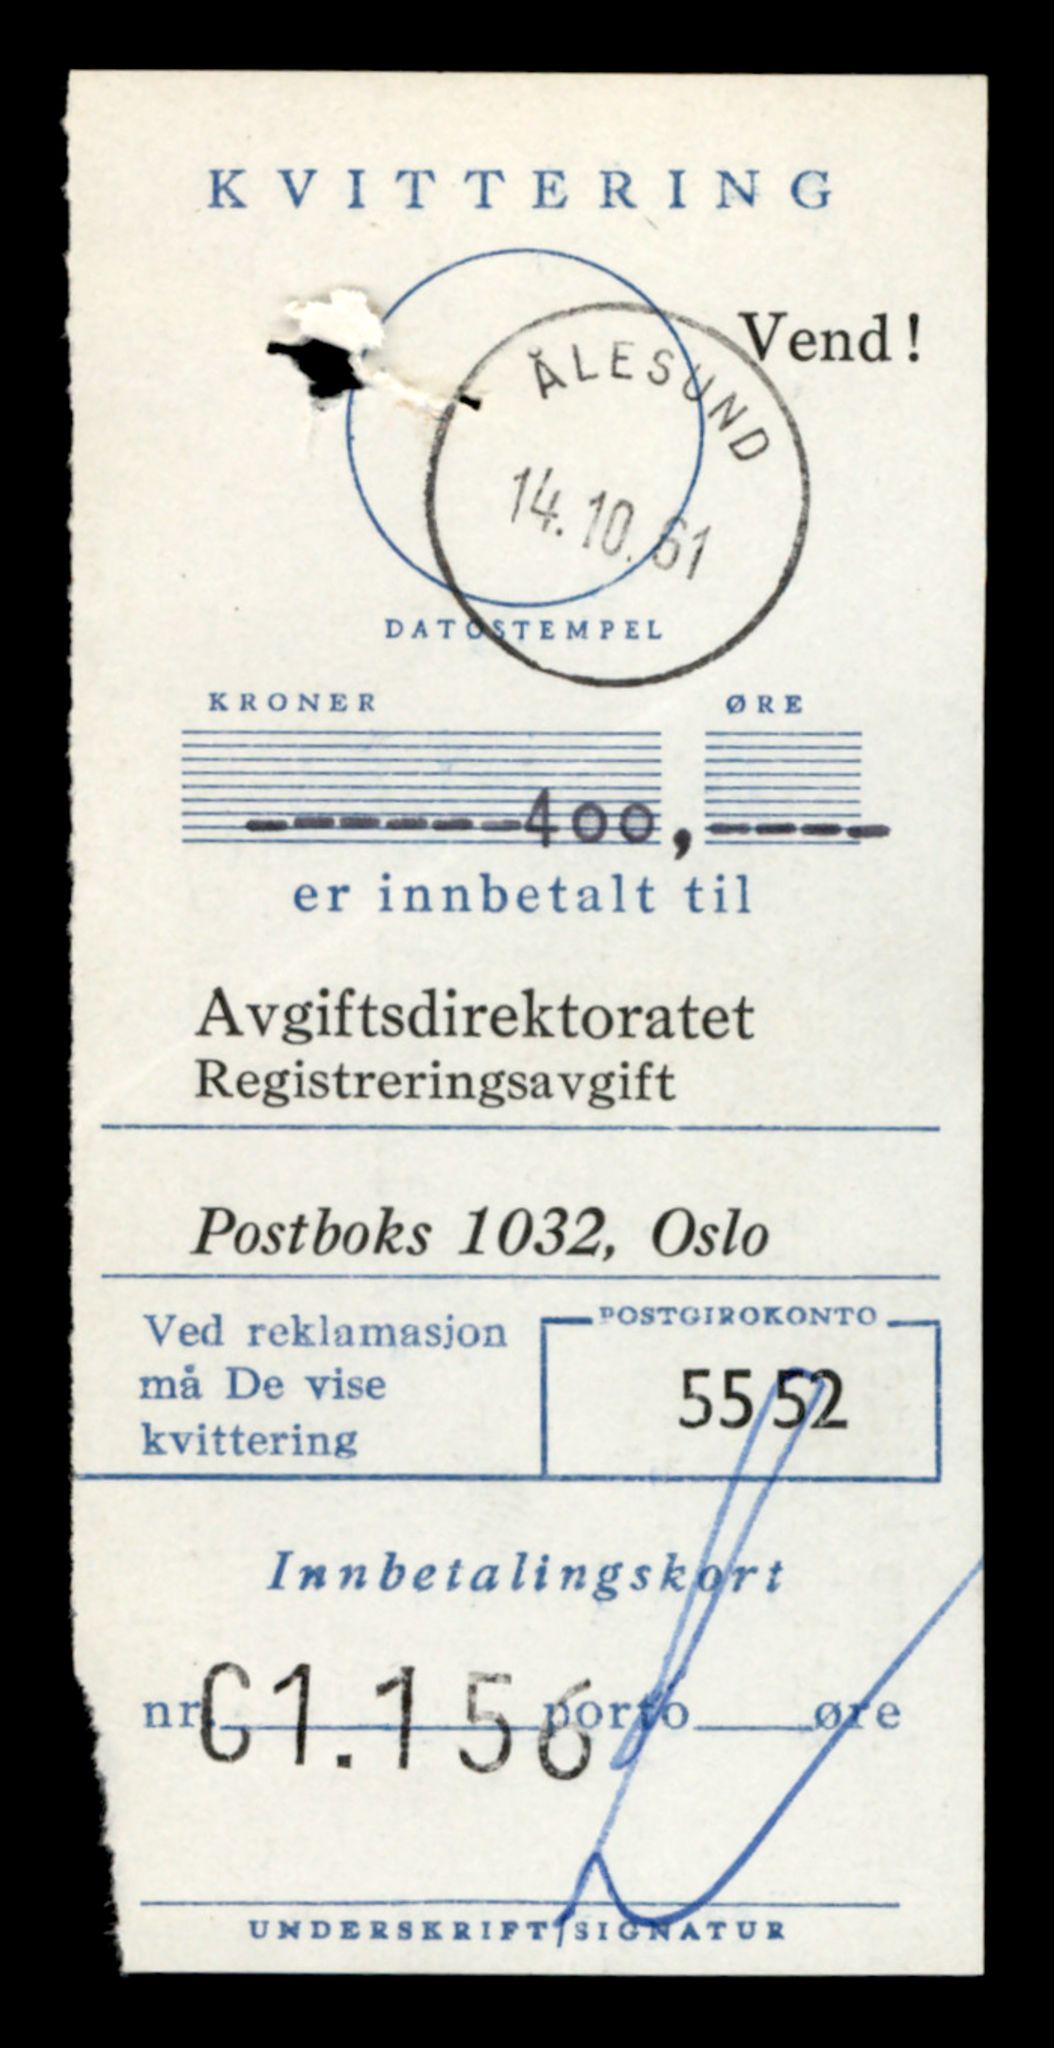 KVITTERING
Vend!
ÅLESUND
14.10.61
DATOSTEMPEL
KRONER ØRE
------400,----
er innbetalt til
Avgiftsdirektoratet
Registreringsavgift
Postboks 1032, Oslo
Ved reklamasjon
må De vise
kvittering
POSTGIROKONTO
5552
Innbetalingskort
nr. G1.156 porto øre
UNDERSKRIFT/SIGNATUR